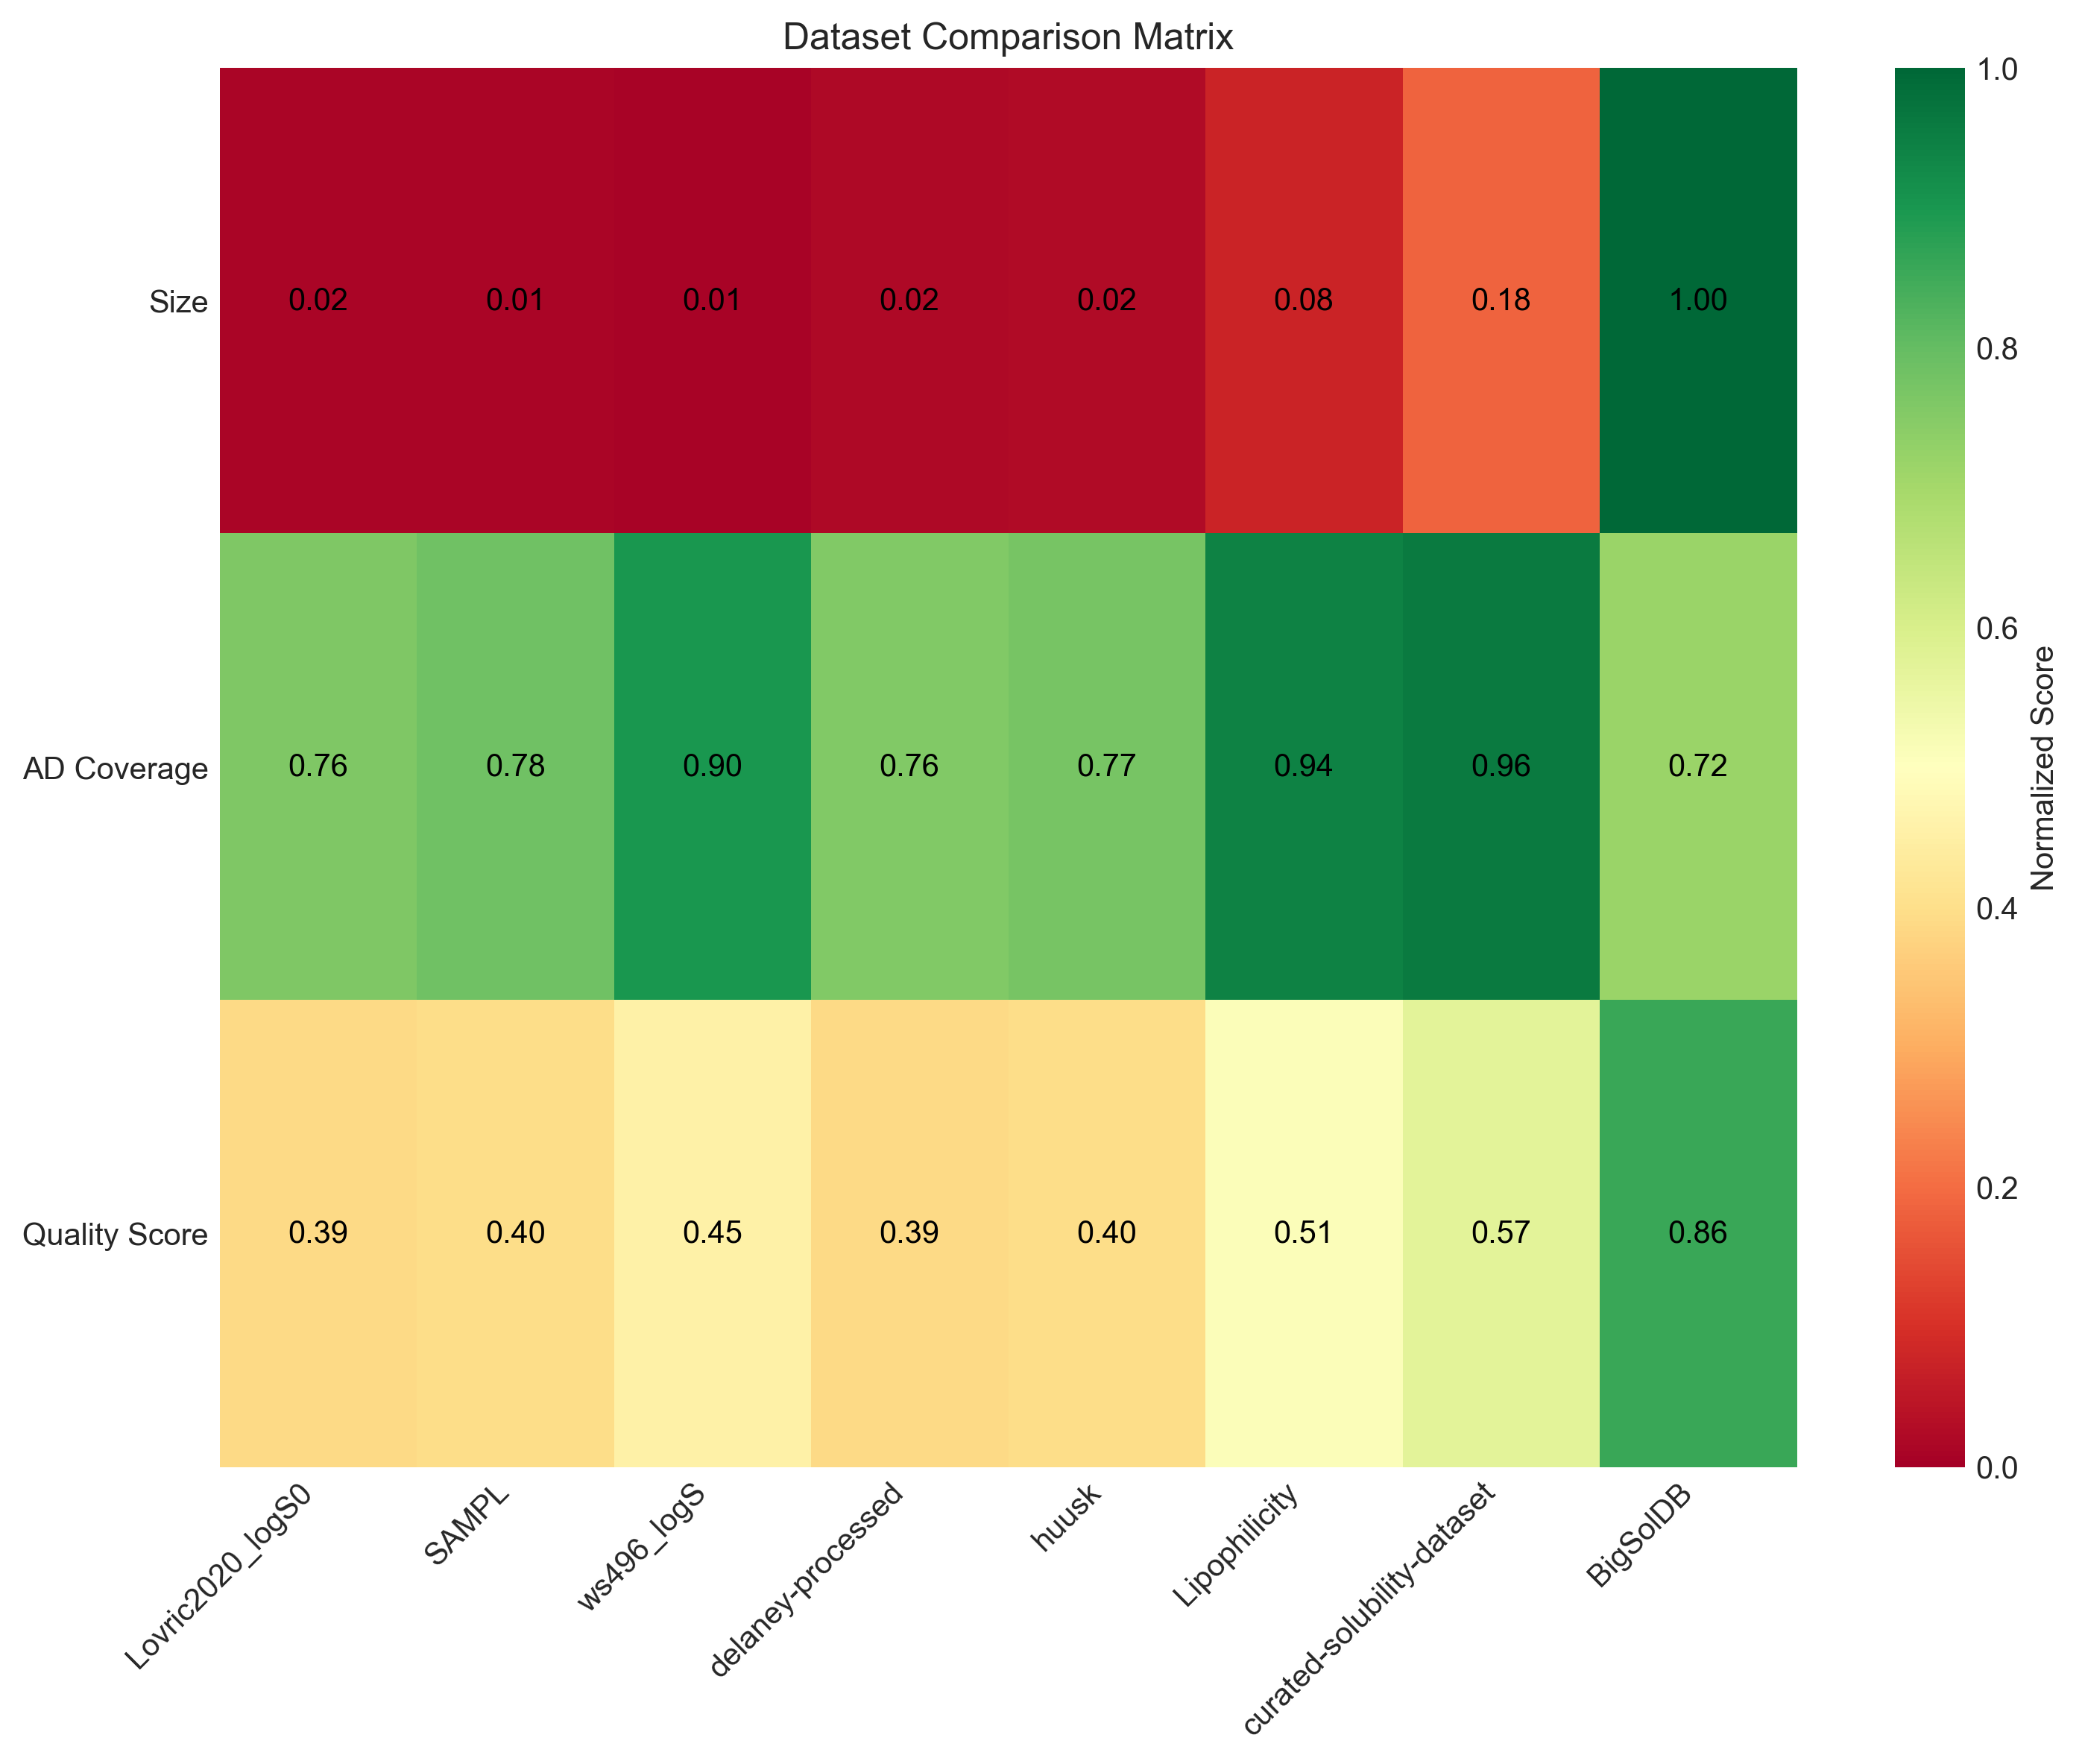 Dataset Comparison Matrix
Size
0.02 0.01 0.01 0.02 0.02 0.08 0.18 1.00
AD Coverage
0.76 0.78 0.90 0.76 0.77 0.94 0.96 0.72
Quality Score
0.39 0.40 0.45 0.39 0.40 0.51 0.57 0.86
Lovric2020_logS0
SAMPL
ws496_logS
delaney-processed
huusk
Lipophilicity
curated-solubility-dataset
BigSolDB
1.0
0.8
0.6
0.4
0.2
0.0
Normalized Score